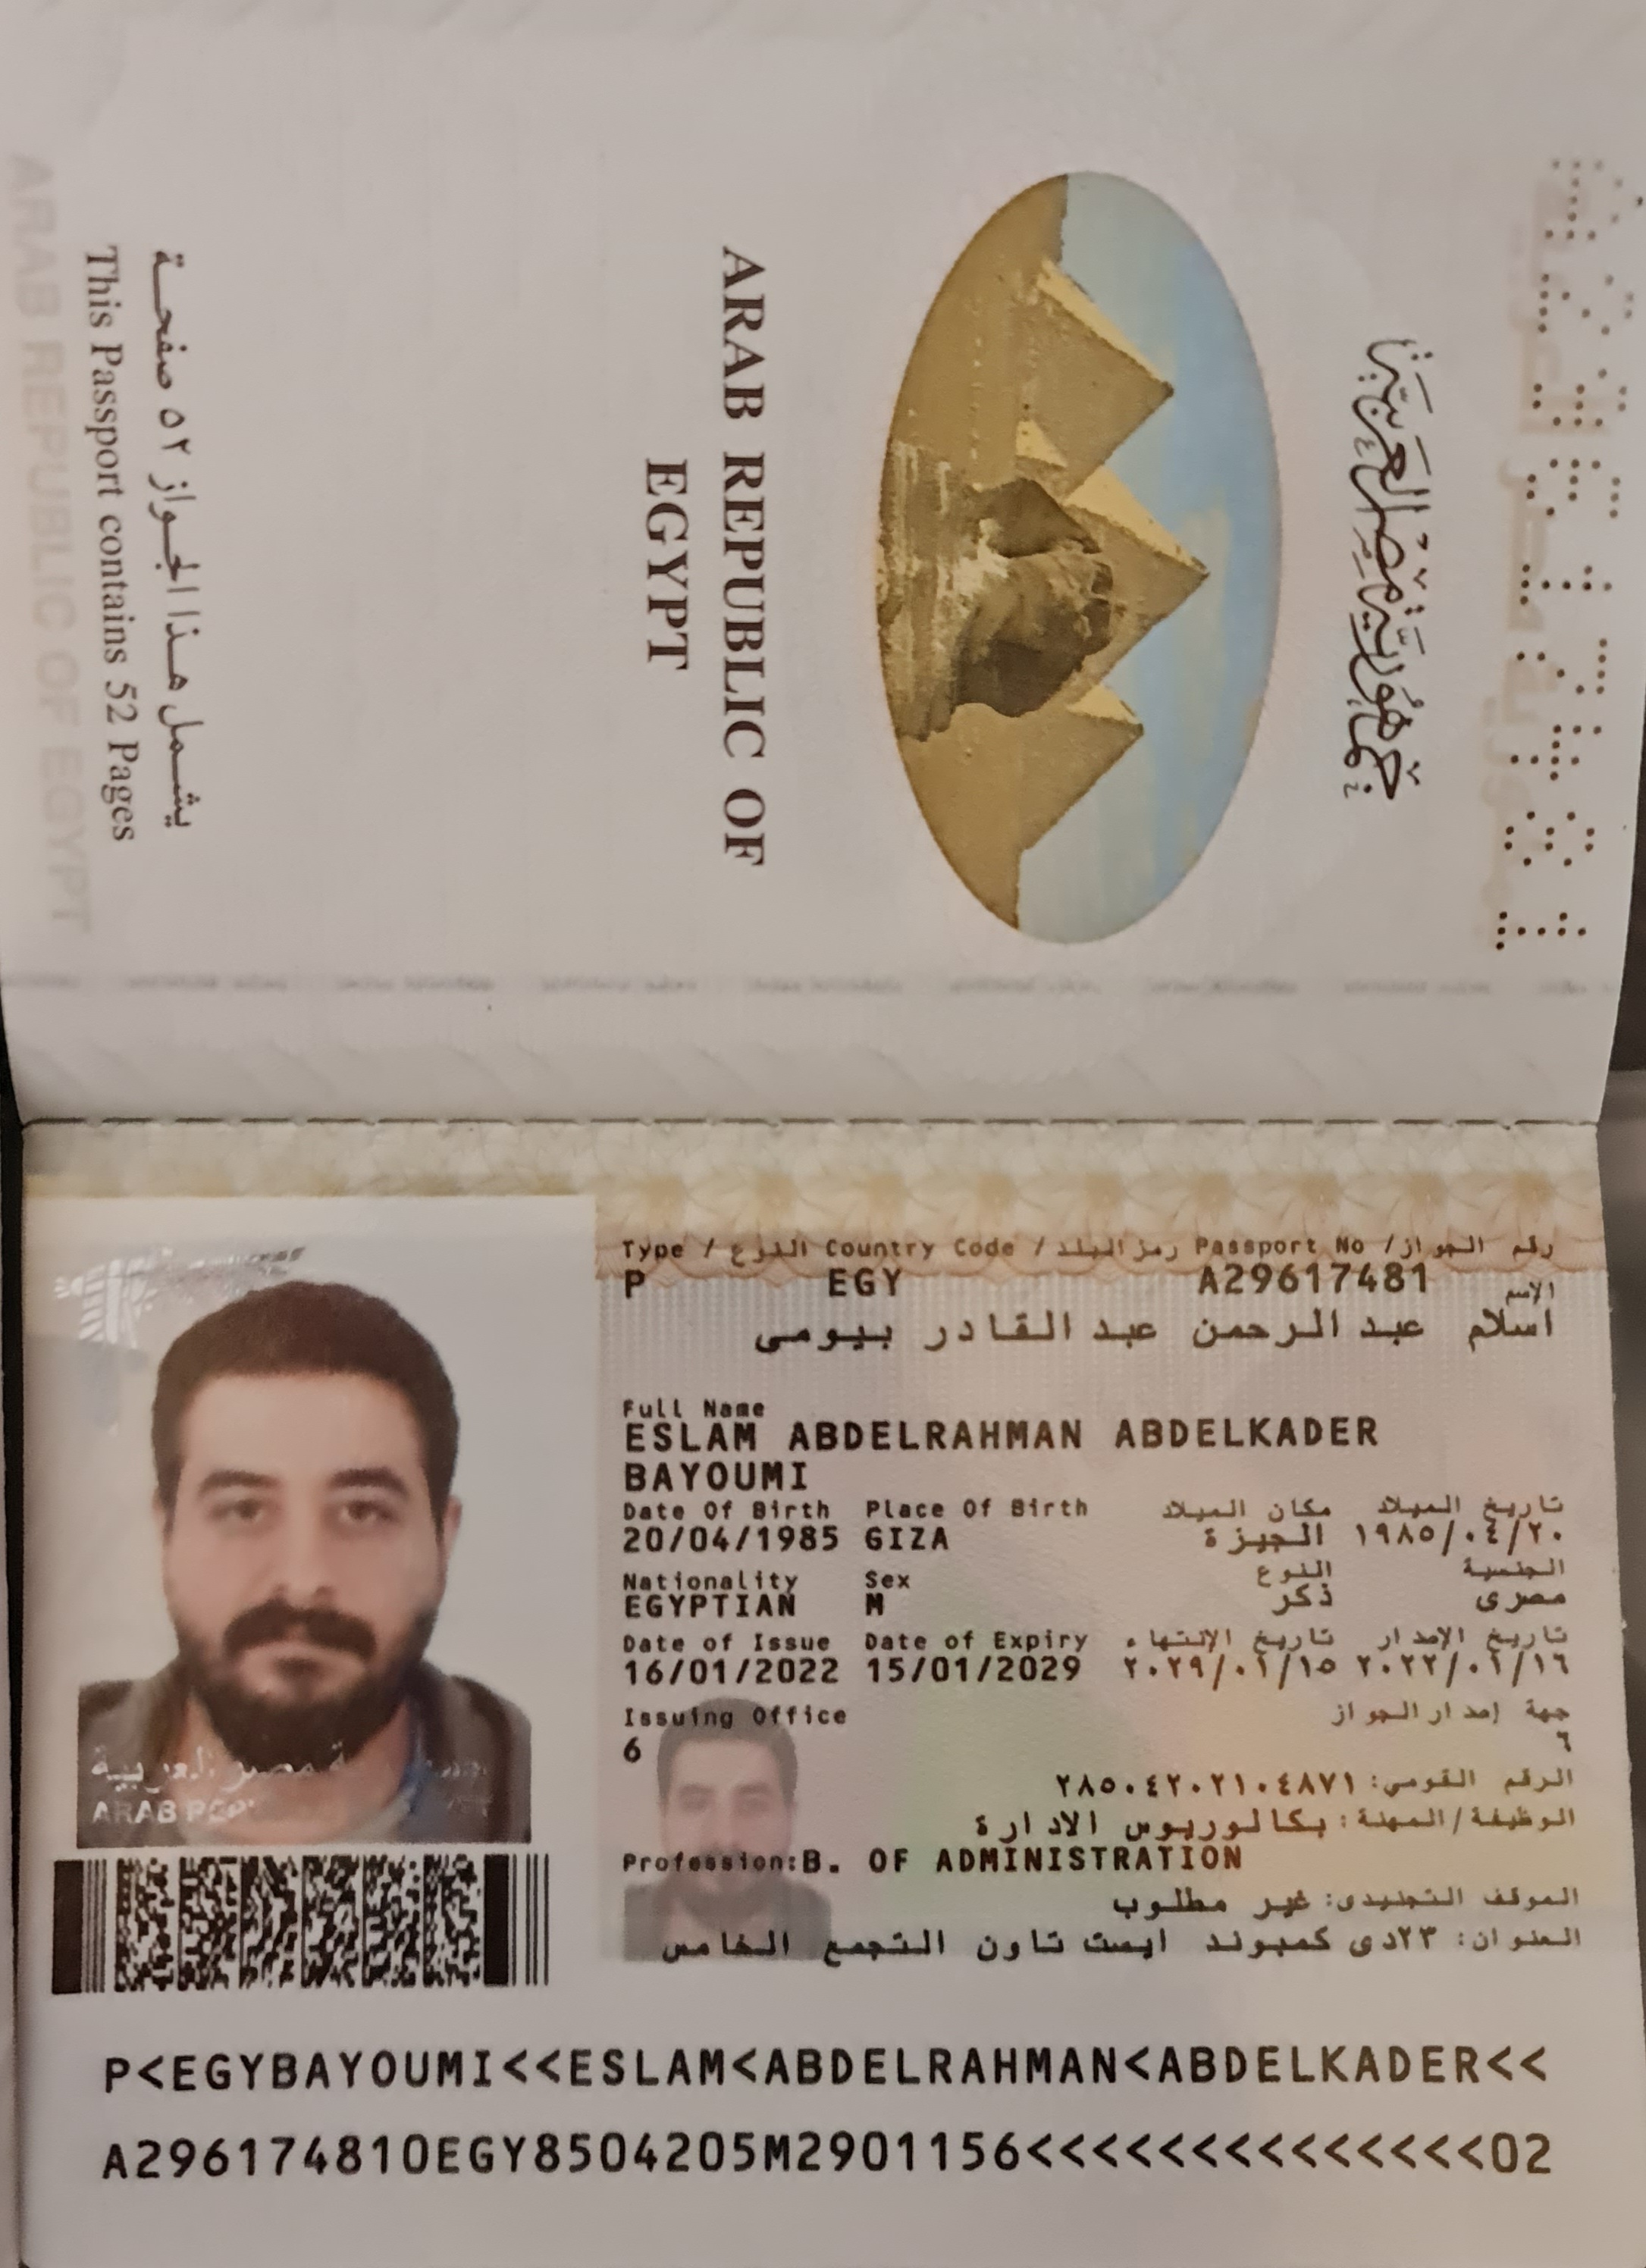 جمهورية مصر العربية
ARAB REPUBLIC OF
EGYPT
يشمل هذا الجواز ٥٢ صفحة
This Passport contains 52 Pages
ARAB REPUBLIC OF EGYPT
Type / النوع Country Code / رمز البلد Passport No / رقم الجواز
P EGY A29617481
الإسم
اسلام عبد الرحمن عبد القادر بيومى
Full Name
ESLAM ABDELRAHMAN ABDELKADER
BAYOUMI
Date Of Birth Place Of Birth مكان الميلاد تاريخ الميلاد
20/04/1985 GIZA الجيزة ١٩٨٥/٠٤/٢٠
Nationality Sex النوع الجنسية
EGYPTIAN M ذكر مصرى
Date of Issue Date of Expiry تاريخ الإنتهاء تاريخ الإصدار
16/01/2022 15/01/2029 ٢٠٢٩/٠١/١٥ ٢٠٢٢/٠١/١٦
Issuing Office جهة إصدار الجواز
6 ٦
الرقم القومي: ٢٨٥٠٤٢٠٢١٠٤٨٧١
الوظيفة/المهنة: بكالوريوس الادارة
Profession:B. OF ADMINISTRATION
الموقف التجنيدى: غير مطلوب
العنوان: ٢٣دى كمبوند ايست تاون التجمع الخامس
مصر العربية
ARAB
P<EGYBAYOUMI<<ESLAM<ABDELRAHMAN<ABDELKADER<<
A296174810EGY8504205M2901156<<<<<<<<<<<<<<02